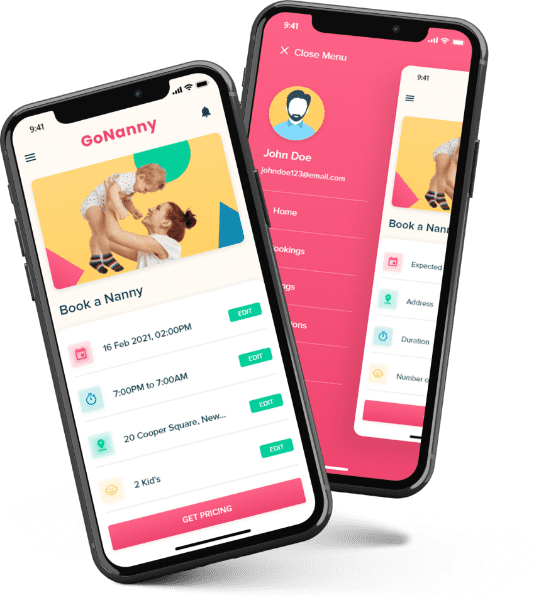 9:41
GoNanny
Book a Nanny
16 Feb 2021, 02:00PM
EDIT
7:00PM to 7:00AM
EDIT
20 Cooper Square, New...
EDIT
2 Kid's
EDIT
GET PRICING
9:41
Close Menu
John Doe
johndoe123@email.com
Home
ookings
ngs
ions
9:41
Book a Nan
Expected
Address
Duration
Number o